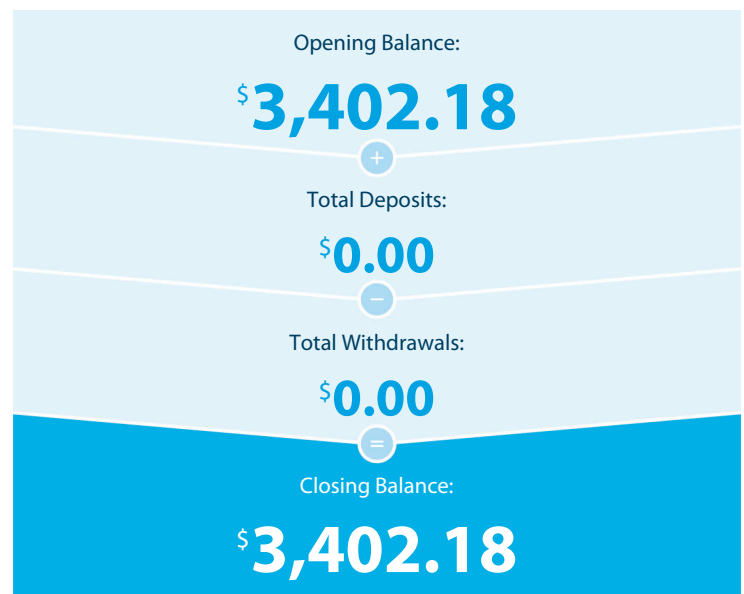 Opening Balance:
$3,402.18
+
Total Deposits:
$0.00
−
Total Withdrawals:
$0.00
=
Closing Balance:
$3,402.18